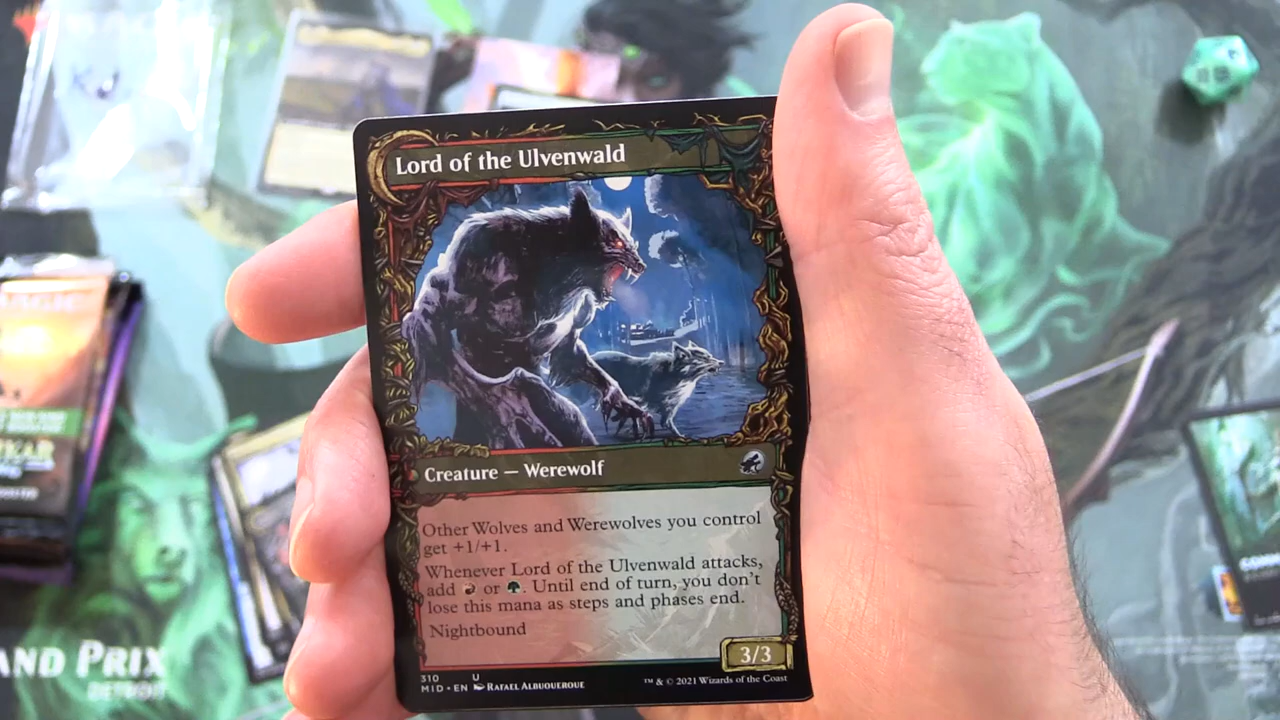 Lord of the Ulvenwald
Creature — Werewolf
Other Wolves and Werewolves you control
get +1/+1.
Whenever Lord of the Ulvenwald attacks,
add or . Until end of turn, you don't
lose this mana as steps and phases end.
Nightbound
3/3
310 U
MID • EN RAFAEL ALBUQUERQUE
™ & © 2021 Wizards of the Coast
AND PRIX
DETROIT